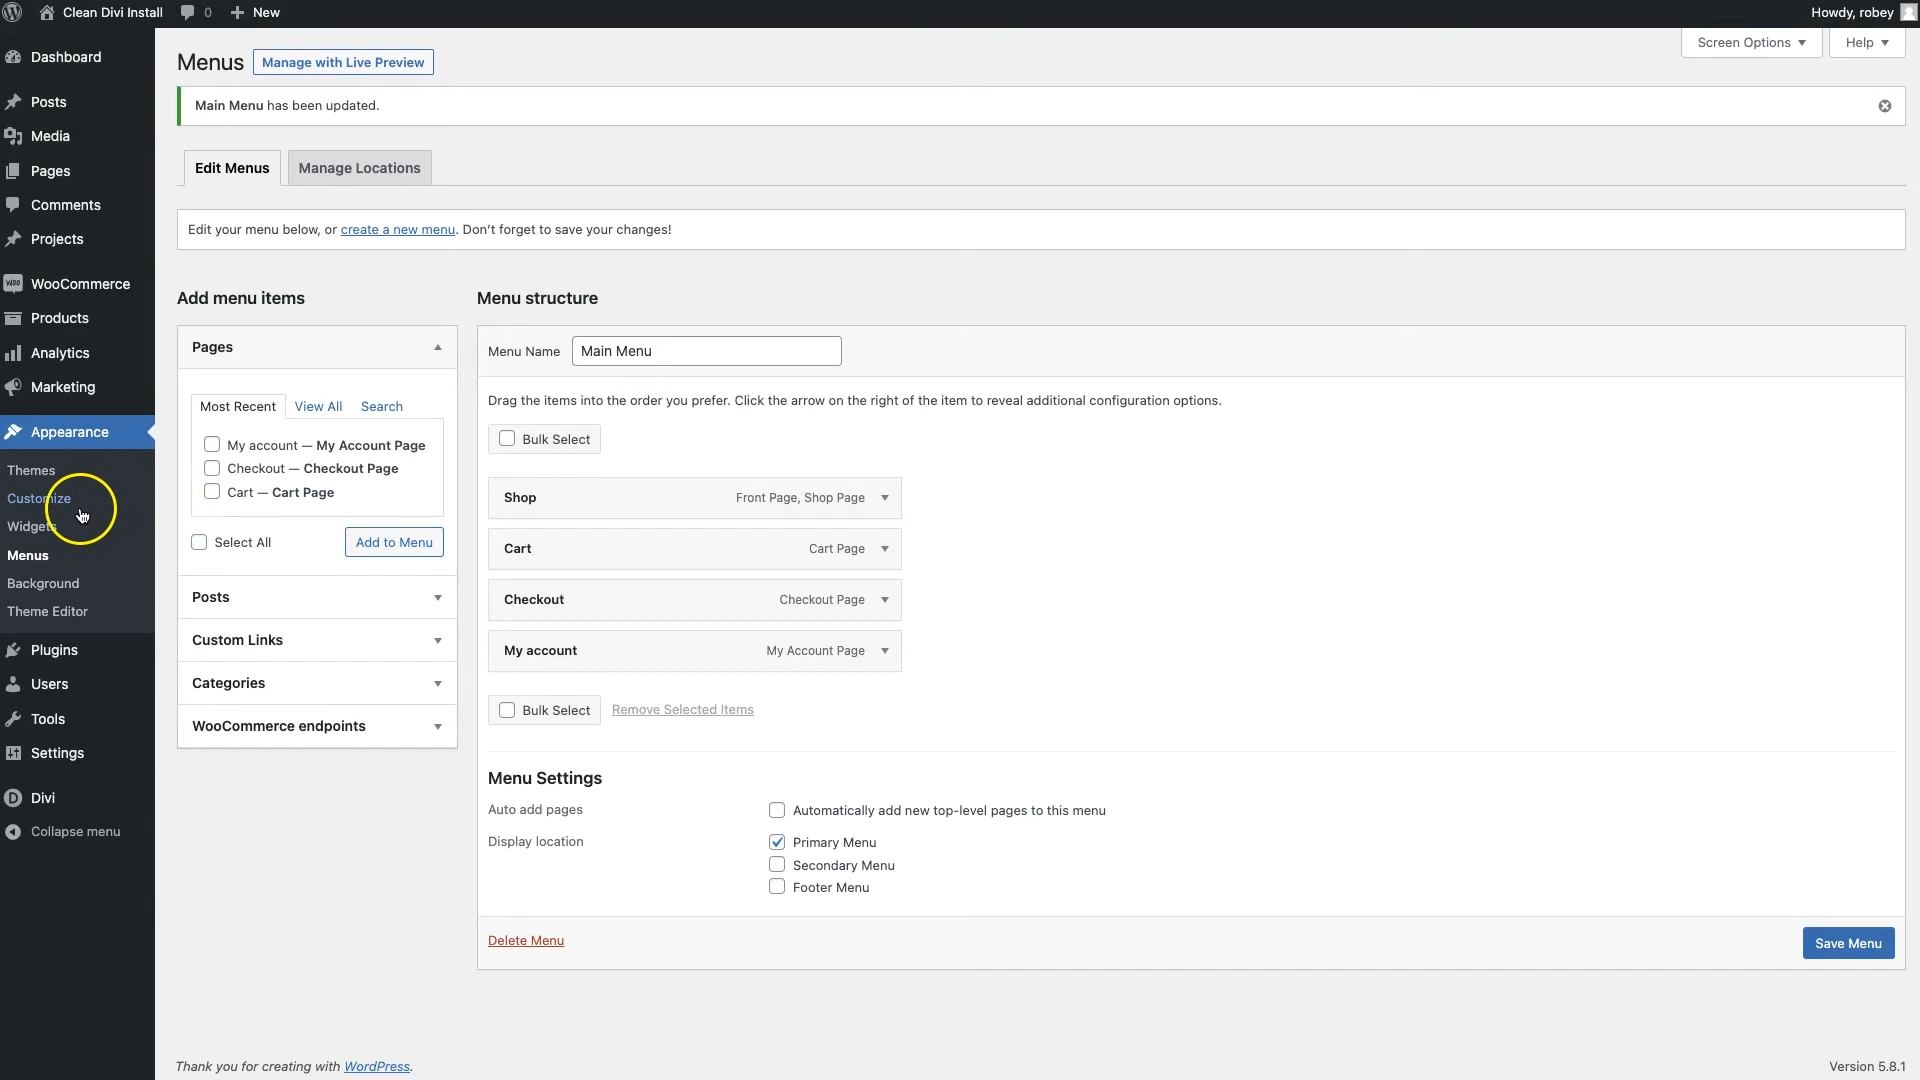 Clean Divi Install
0
New
Howdy, robey
Dashboard
Posts
Media
Pages
Comments
Projects
WooCommerce
Products
Analytics
Marketing
Appearance
Themes
Customize
Widgets
Menus
Background
Theme Editor
Plugins
Users
Tools
Settings
Divi
Collapse menu
Screen Options
Help
Menus
Manage with Live Preview
Main Menu has been updated.
Edit Menus
Manage Locations
Edit your menu below, or create a new menu. Don't forget to save your changes!
Add menu items
Pages
Most Recent
View All
Search
My account — My Account Page
Checkout — Checkout Page
Cart — Cart Page
Select All
Add to Menu
Posts
Custom Links
Categories
WooCommerce endpoints
Menu structure
Menu Name
Main Menu
Drag the items into the order you prefer. Click the arrow on the right of the item to reveal additional configuration options.
Bulk Select
Shop
Front Page, Shop Page
Cart
Cart Page
Checkout
Checkout Page
My account
My Account Page
Bulk Select
Remove Selected Items
Menu Settings
Auto add pages
Automatically add new top-level pages to this menu
Display location
Primary Menu
Secondary Menu
Footer Menu
Delete Menu
Save Menu
Thank you for creating with WordPress.
Version 5.8.1